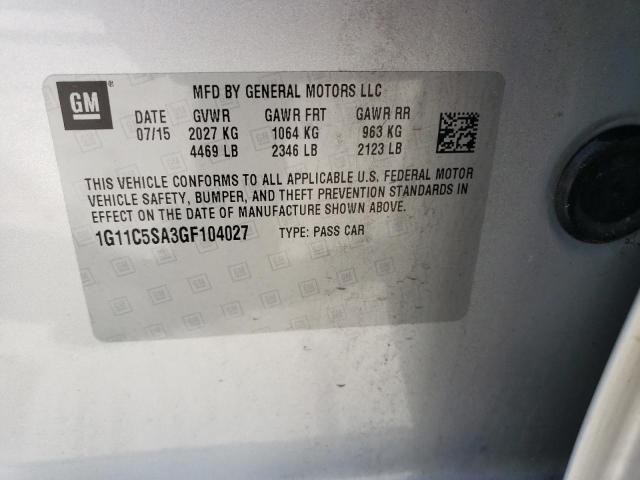 GM
MFD BY GENERAL MOTORS LLC
DATE GVWR GAWR FRT GAWR RR
07/15 2027 KG 1064 KG 963 KG
4469 LB 2346 LB 2123 LB
THIS VEHICLE CONFORMS TO ALL APPLICABLE U.S. FEDERAL MOTOR
VEHICLE SAFETY, BUMPER, AND THEFT PREVENTION STANDARDS IN
EFFECT ON THE DATE OF MANUFACTURE SHOWN ABOVE.
1G11C5SA3GF104027 TYPE: PASS CAR